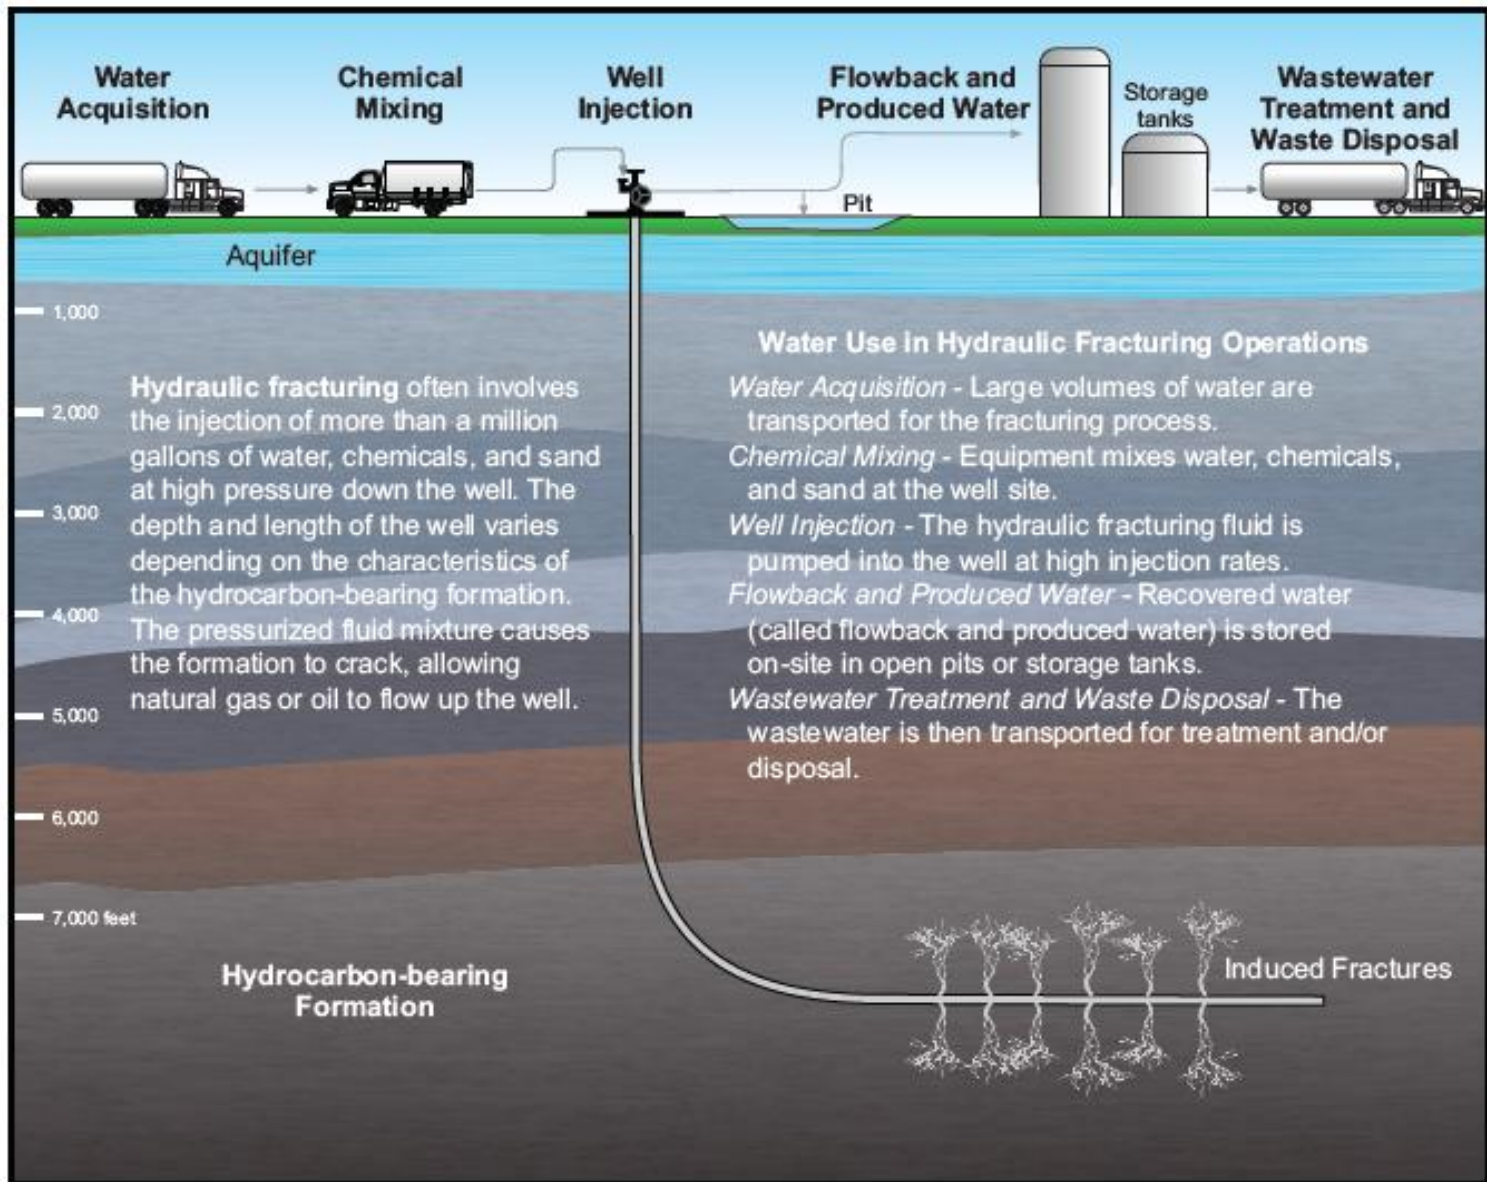 Water
Acquisition
Chemical
Mixing
Well
Injection
Flowback and
Produced Water
Storage
tanks
Wastewater
Treatment and
Waste Disposal
Pit
Aquifer
1,000
2,000
3,000
4,000
5,000
6,000
7,000 feet
Hydraulic fracturing often involves
the injection of more than a million
gallons of water, chemicals, and sand
at high pressure down the well. The
depth and length of the well varies
depending on the characteristics of
the hydrocarbon-bearing formation.
The pressurized fluid mixture causes
the formation to crack, allowing
natural gas or oil to flow up the well.
Water Use in Hydraulic Fracturing Operations
Water Acquisition - Large volumes of water are
transported for the fracturing process.
Chemical Mixing - Equipment mixes water, chemicals,
and sand at the well site.
Well Injection - The hydraulic fracturing fluid is
pumped into the well at high injection rates.
Flowback and Produced Water - Recovered water
(called flowback and produced water) is stored
on-site in open pits or storage tanks.
Wastewater Treatment and Waste Disposal - The
wastewater is then transported for treatment and/or
disposal.
Hydrocarbon-bearing
Formation
Induced Fractures